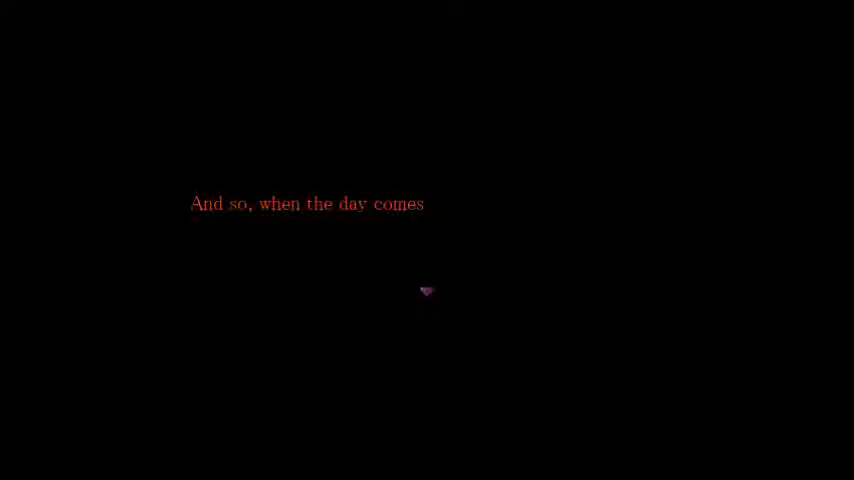 And so, when the day comes